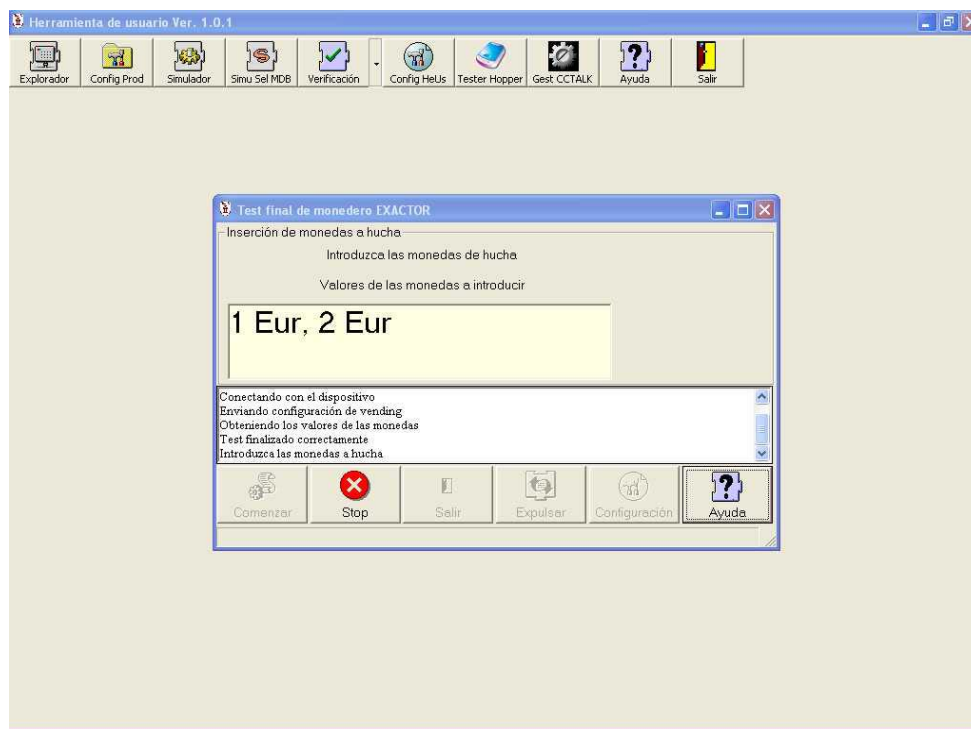 Herramienta de usuario Ver. 1.0.1
Explorador Config Prod Simulador Simu Sel MDB Verificación Config HeUs Tester Hopper Gest CCTALK Ayuda Salir
Test final de monedero EXACTOR
Inserción de monedas a hucha
Introduzca las monedas de hucha
Valores de las monedas a introducir
1 Eur, 2 Eur
Conectando con el dispositivo
Enviando configuración de vending
Obteniendo los valores de las monedas
Test finalizado correctamente
Introduzca las monedas a hucha
Comenzar Stop Salir Expulsar Configuración Ayuda